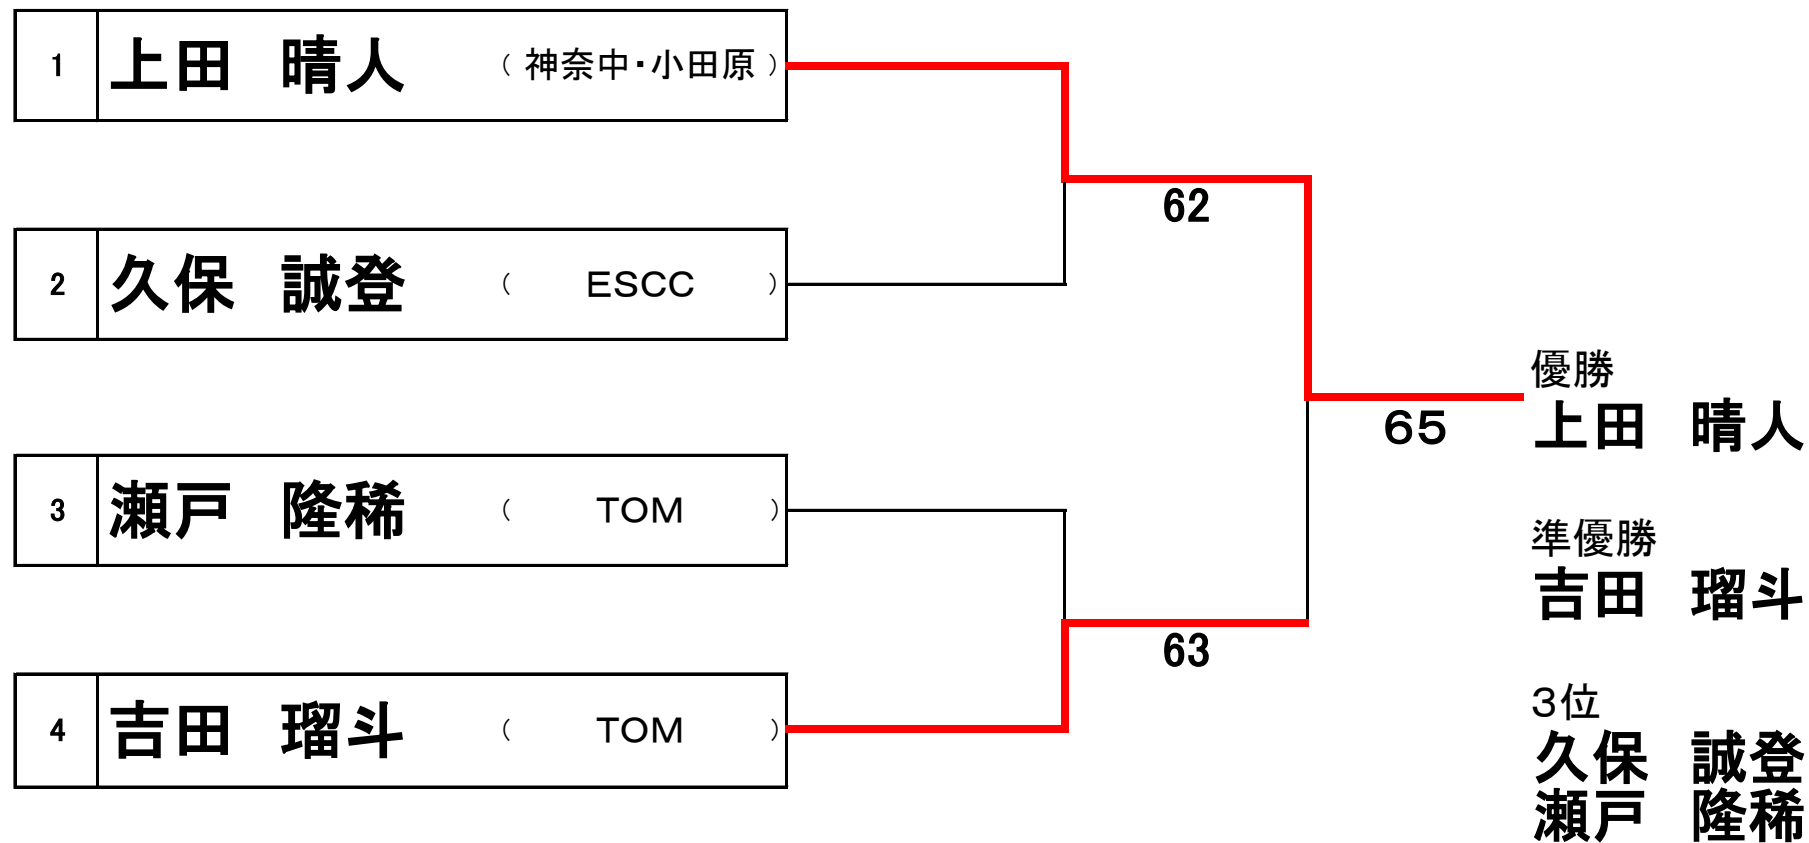 1 上田　晴人 （ 神奈中・小田原 ）
62
2 久保　誠登 （ ESCC ）
優勝
65 上田　晴人
3 瀬戸　隆稀 （ TOM ）
準優勝
吉田　瑠斗
63
4 吉田　瑠斗 （ TOM ）
３位
久保　誠登
瀬戸　隆稀